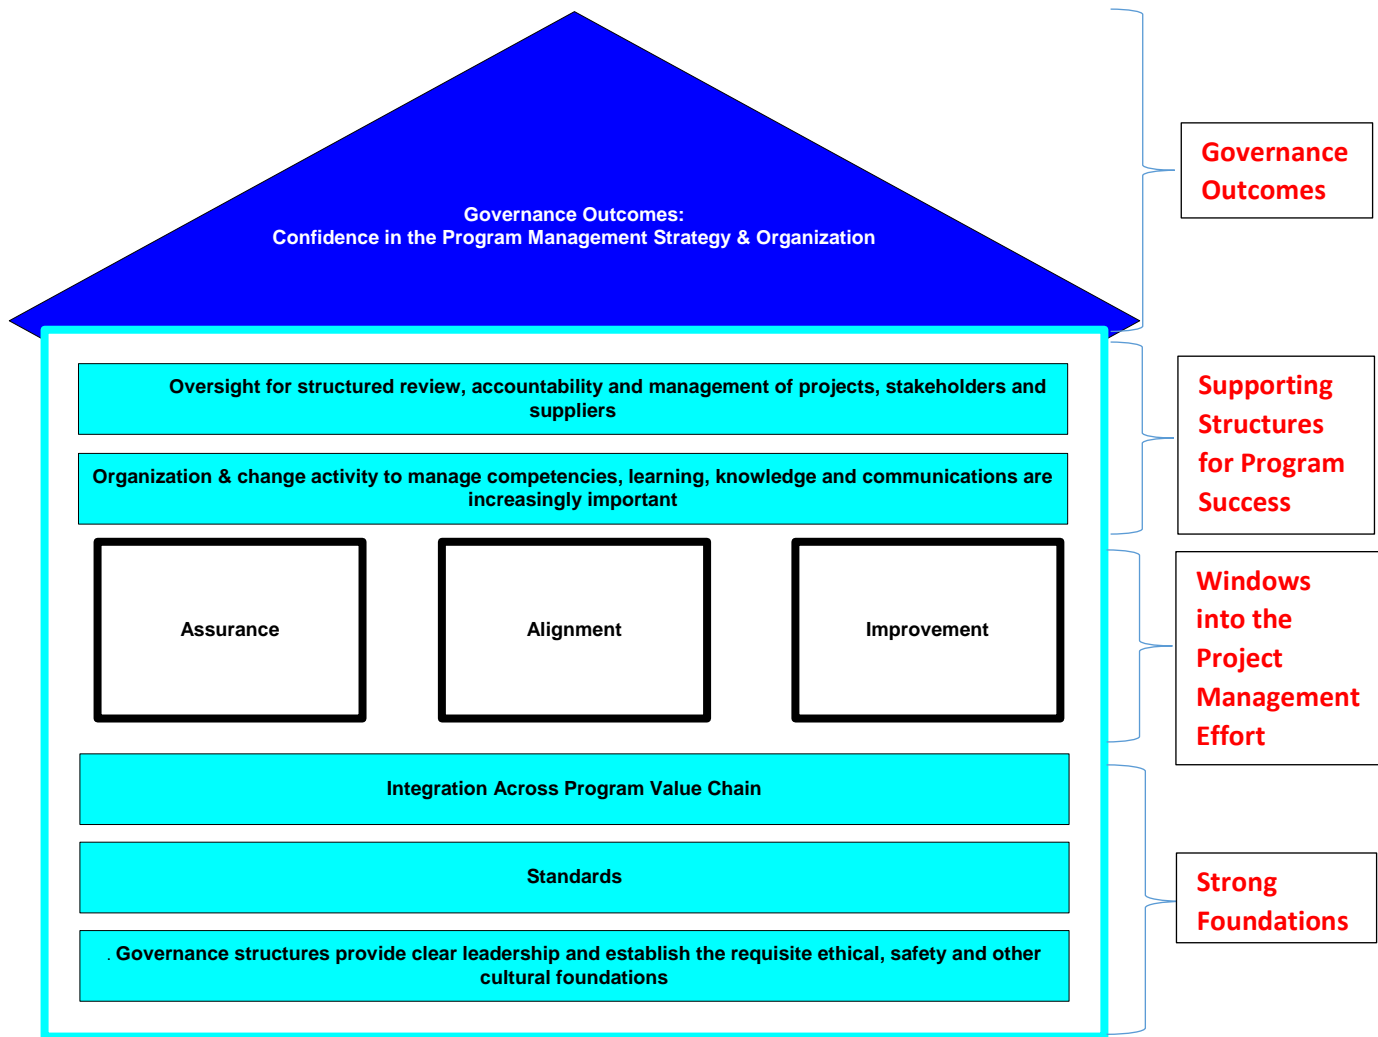 Governance Outcomes:
Confidence in the Program Management Strategy & Organization
Oversight for structured review, accountability and management of projects, stakeholders and
suppliers
Organization & change activity to manage competencies, learning, knowledge and communications are
increasingly important
Assurance
Alignment
Improvement
Integration Across Program Value Chain
Standards
. Governance structures provide clear leadership and establish the requisite ethical, safety and other
cultural foundations
Governance
Outcomes
Supporting
Structures
for Program
Success
Windows
into the
Project
Management
Effort
Strong
Foundations